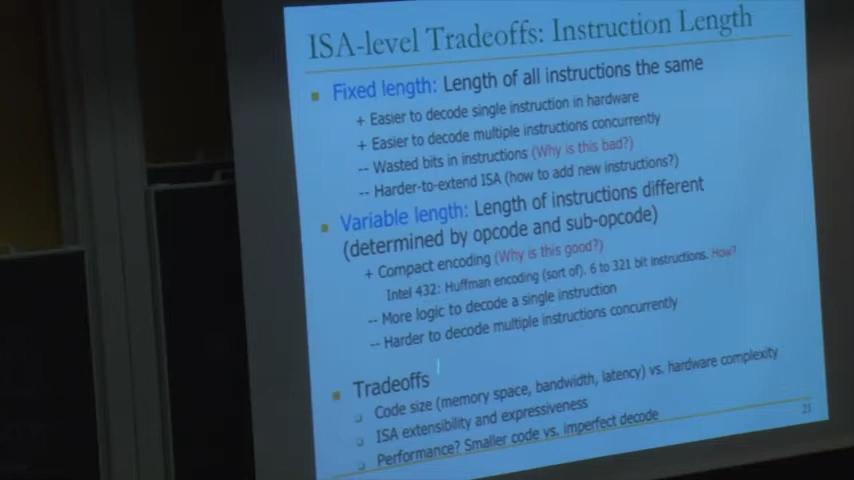 ISA-level Tradeoffs: Instruction Length
Fixed length: Length of all instructions the same
+ Easier to decode single instruction in hardware
+ Easier to decode multiple instructions concurrently
-- Wasted bits in instructions (Why is this bad?)
-- Harder-to-extend ISA (how to add new instructions?)
Variable length: Length of instructions different
(determined by opcode and sub-opcode)
+ Compact encoding (Why is this good?)
Intel 432: Huffman encoding (sort of). 6 to 321 bit instructions. How?
-- More logic to decode a single instruction
-- Harder to decode multiple instructions concurrently
Tradeoffs
Code size (memory space, bandwidth, latency) vs. hardware complexity
ISA extensibility and expressiveness
Performance? Smaller code vs. imperfect decode